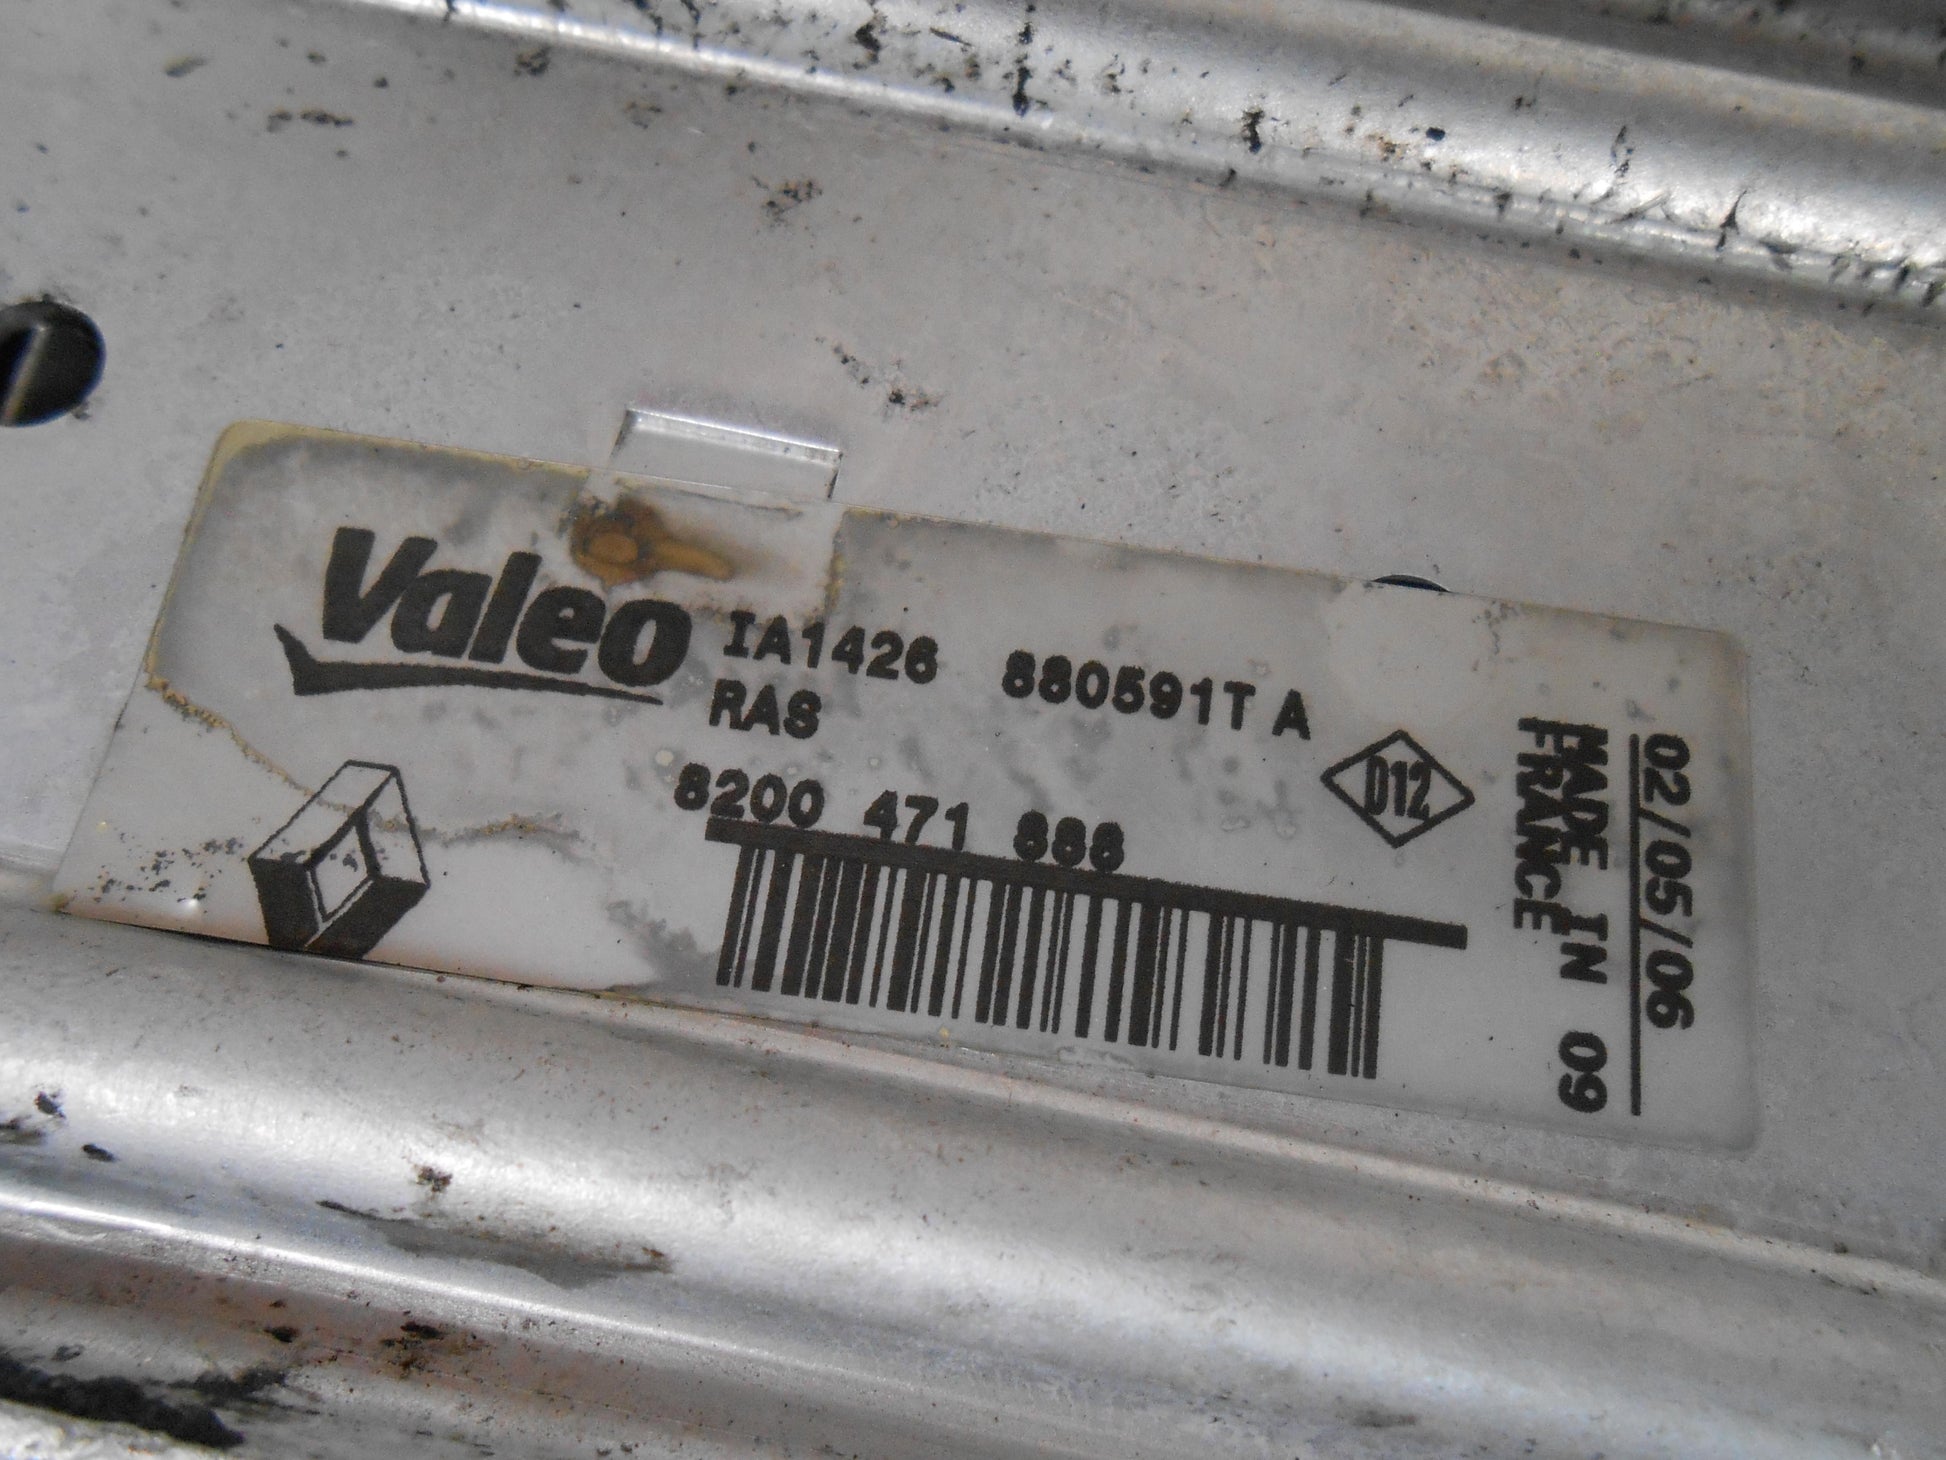 Valeo IA1426 880591T A
RAS
8200 471 888
D12
02/05/06
MADE IN 09
FRANCE